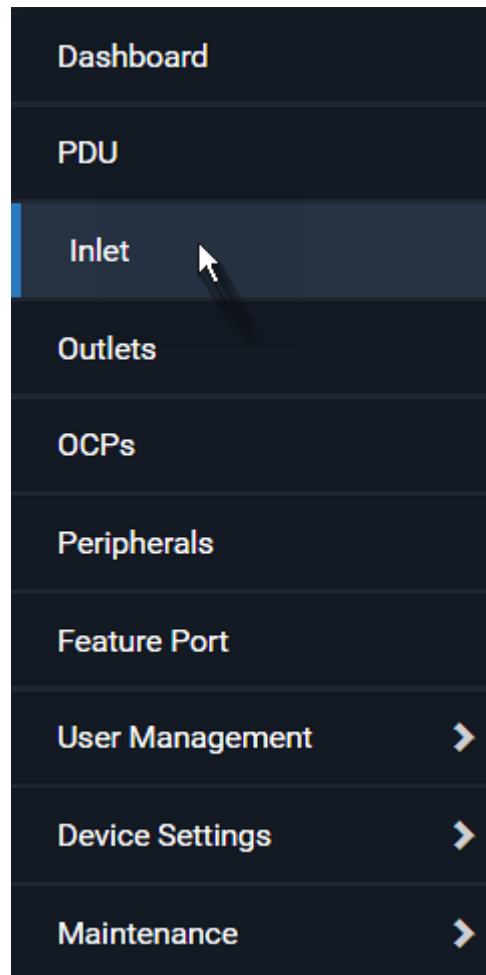 Dashboard
PDU
Inlet
Outlets
OCPs
Peripherals
Feature Port
User Management
Device Settings
Maintenance